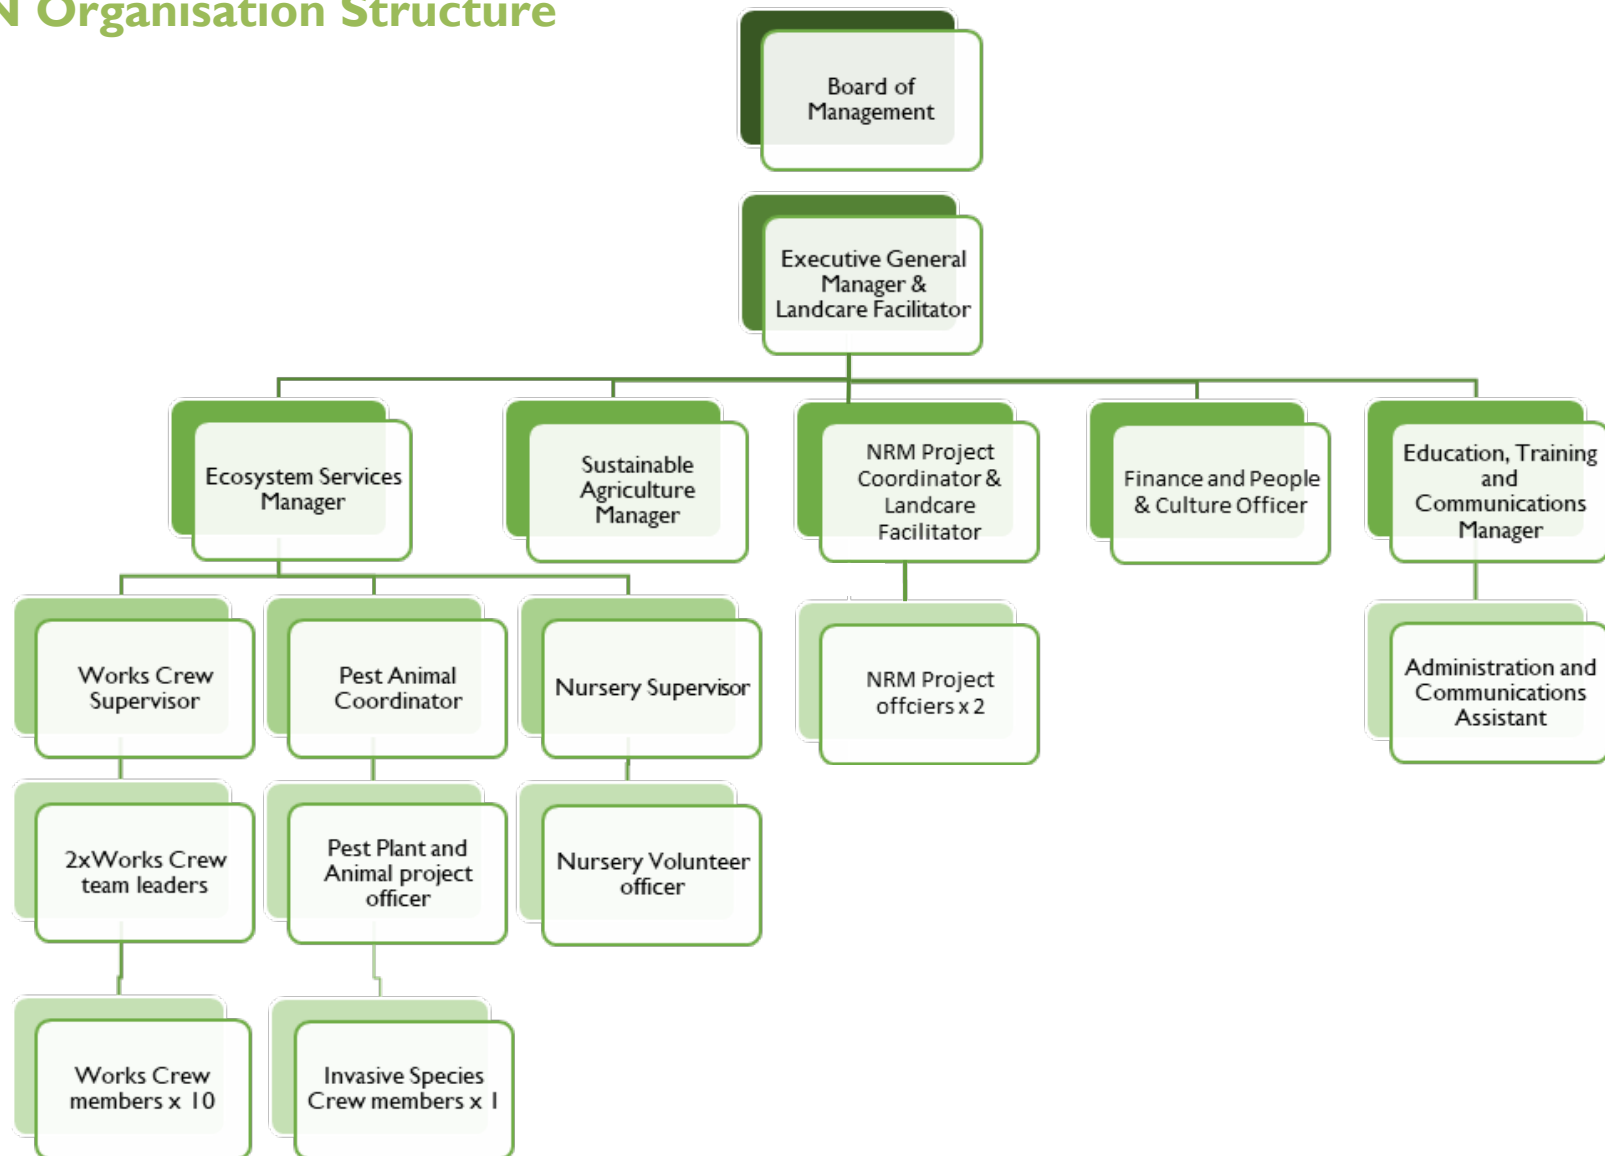 N Organisation Structure
Board of
Management
Executive General
Manager &
Landcare Facilitator
Ecosystem Services
Manager
Sustainable
Agriculture
Manager
NRM Project
Coordinator &
Landcare
Facilitator
Finance and People
& Culture Officer
Education, Training
and
Communications
Manager
Works Crew
Supervisor
Pest Animal
Coordinator
Nursery Supervisor
NRM Project
offciers x 2
Administration and
Communications
Assistant
2xWorks Crew
team leaders
Pest Plant and
Animal project
officer
Nursery Volunteer
officer
Works Crew
members x 10
Invasive Species
Crew members x 1